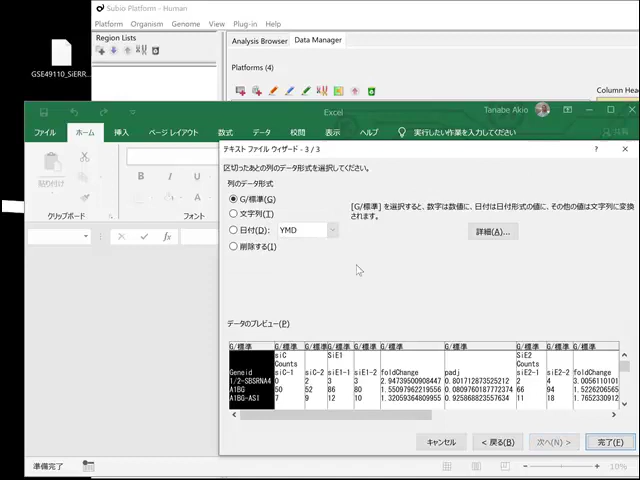 Subio Platform - Human
Platform Organism Genome View Plug-in Help
Region Lists
Analysis Browser Data Manager
Platforms (4)
Column Head
GSE49110_SiERR...
Excel
Tanabe Akio
ファイル ホーム 挿入 ページ レイアウト 数式 データ 校閲 表示 ヘルプ 実行したい作業を入力してください 共有
貼り付け
B I U A
クリップボード
フォント
fx
テキスト ファイル ウィザード - 3 / 3
? ×
区切ったあとの列のデータ形式を選択してください。
列のデータ形式
G/標準(G)
文字列(T)
日付(D): YMD
削除する(I)
[G/標準] を選択すると、数字は数値に、日付は日付形式の値に、その他の値は文字列に変換されます。
詳細(A)...
データのプレビュー(P)
G/標準 G/標準 G/標準 G/標準 G/標準 G/標準 G/標準 G/標準 G/標準 G/標準
siC SiE1 SiE2
Counts Counts Counts
Geneid siC-1 siC-2 siE1-1 siE1-2 foldChange padj siE2-1 siE2-2 foldChange
1/2-SBSRNA4 0 2 3 3 2.94739500908447 0.801712873525212 2 4 3.0056110101
A1BG 50 52 86 80 1.55097962219556 0.0809760187772374 66 94 1.5226206565
A1BG-AS1 7 9 12 10 1.32059364809955 0.925868823557634 11 18 1.7652330912
キャンセル < 戻る(B) 次へ(N) > 完了(F)
準備完了
10%